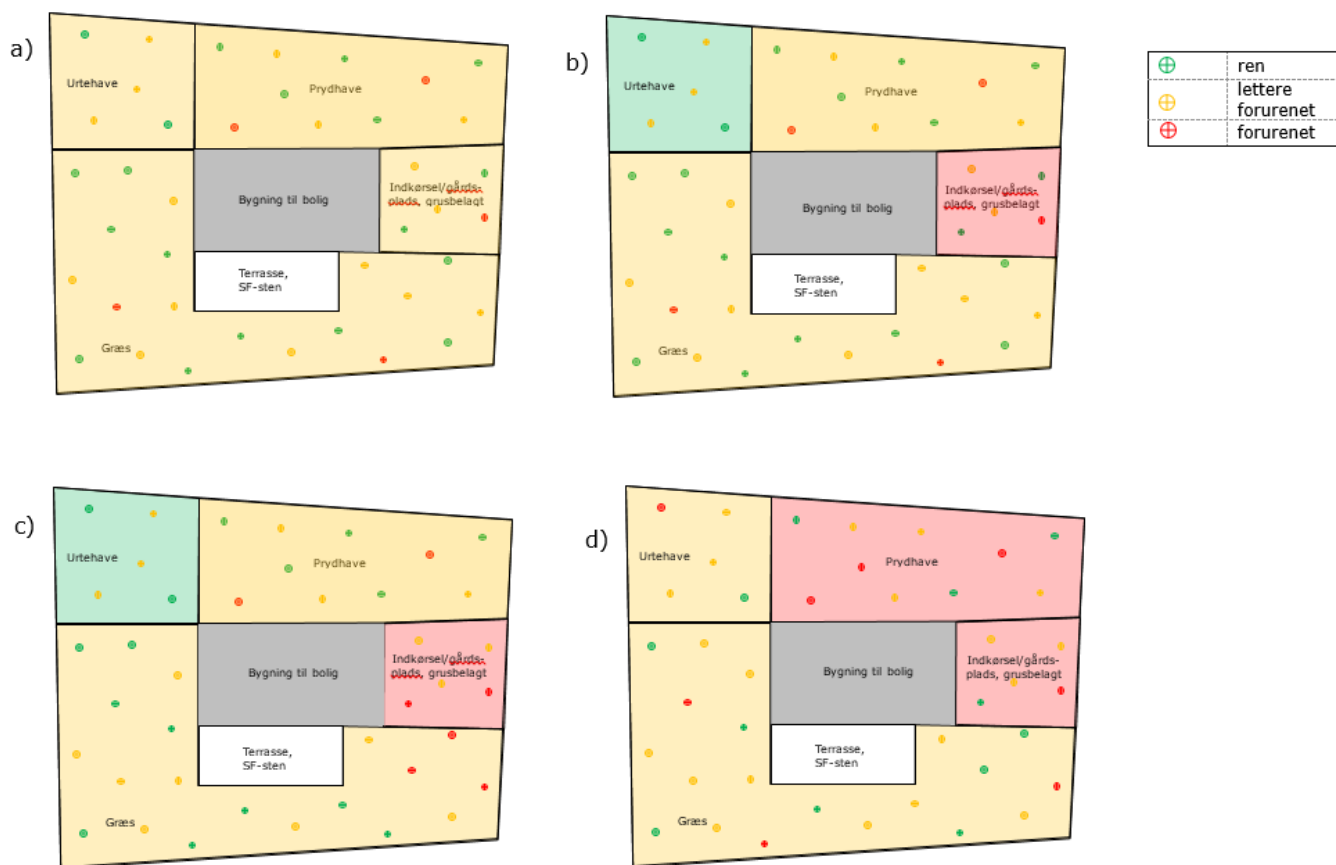 a)
Urtehave
Prydhave
Bygning til bolig
Indkørsel/gårds-
plads, grusbelagt
Terrasse,
SF-sten
Græs
b)
Urtehave
Prydhave
Bygning til bolig
Indkørsel/gårds-
plads, grusbelagt
Terrasse,
SF-sten
Græs
ren
lettere
forurenet
forurenet
c)
Urtehave
Prydhave
Bygning til bolig
Indkørsel/gårds-
plads, grusbelagt
Terrasse,
SF-sten
Græs
d)
Urtehave
Prydhave
Bygning til bolig
Indkørsel/gårds-
plads, grusbelagt
Terrasse,
SF-sten
Græs